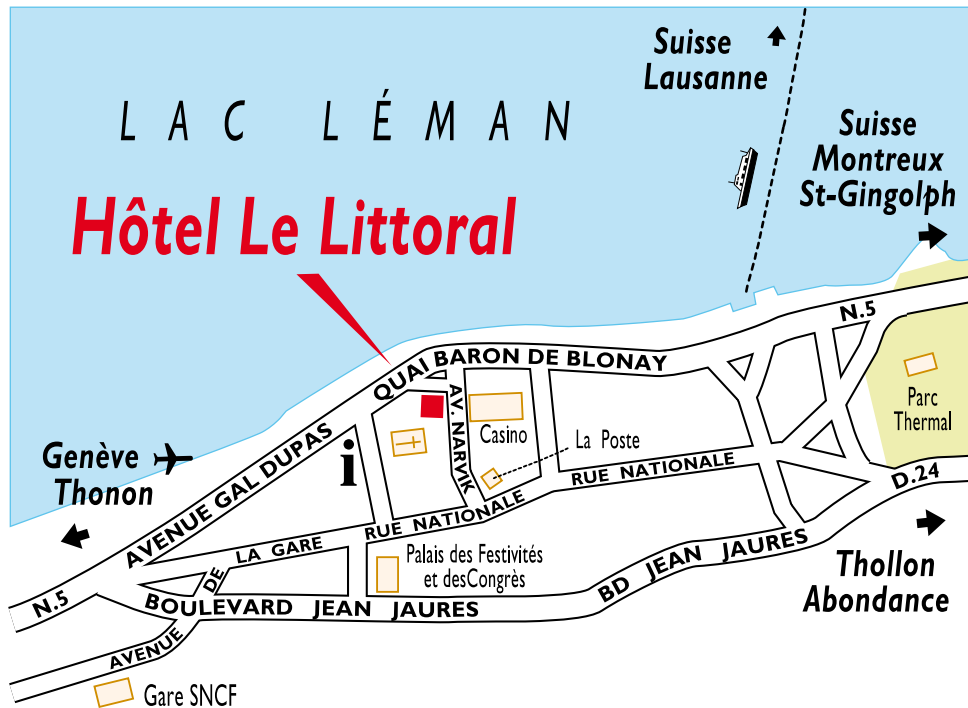 Suisse
Lausanne
LAC LÉMAN
Suisse
Montreux
St-Gingolph
Hôtel Le Littoral
N.5
QUAI BARON DE BLONAY
Parc
Thermal
AV. NARVIK
Casino
La Poste
Genève
Thonon
i
AVENUE GAL DUPAS
RUE NATIONALE
RUE NATIONALE
D.24
AVENUE DE LA GARE
Palais des Festivités
et desCongrès
BD JEAN JAURES
Thollon
Abondance
N.5
BOULEVARD JEAN JAURES
Gare SNCF